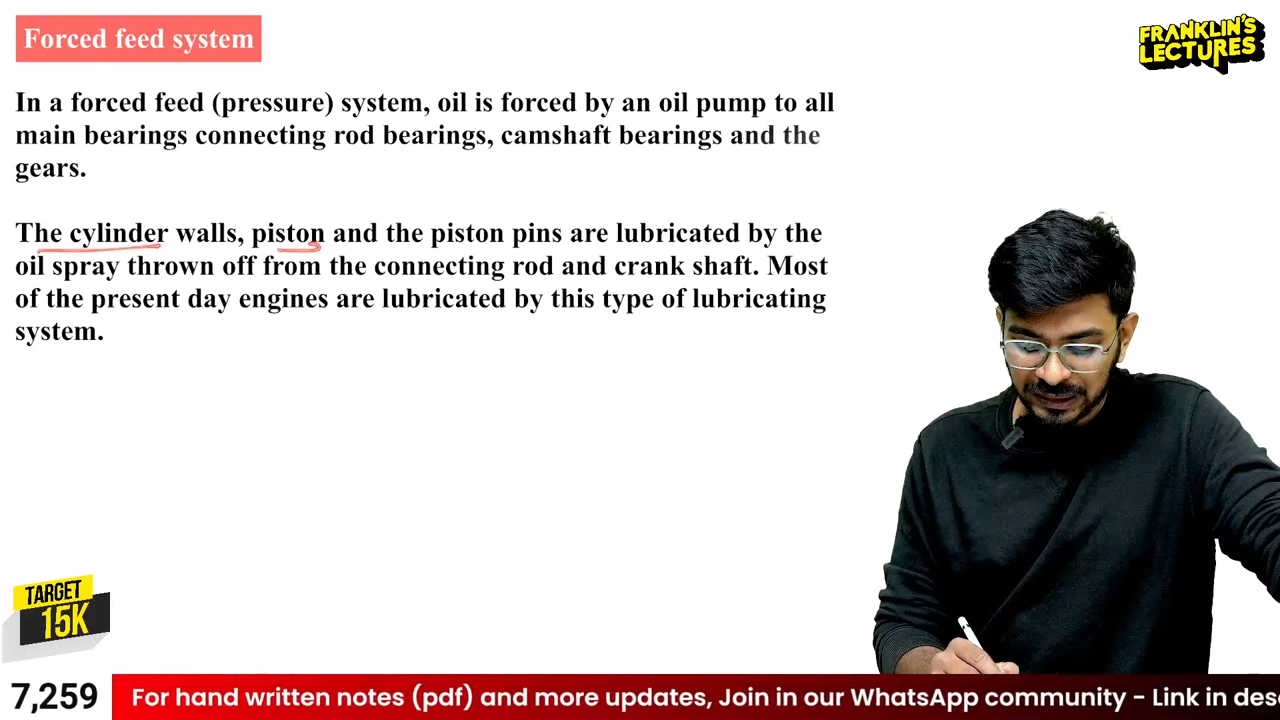 Forced feed system
FRANKLIN'S
LECTURES
In a forced feed (pressure) system, oil is forced by an oil pump to all
main bearings connecting rod bearings, camshaft bearings and the
gears.
The cylinder walls, piston and the piston pins are lubricated by the
oil spray thrown off from the connecting rod and crank shaft. Most
of the present day engines are lubricated by this type of lubricating
system.
TARGET
15K
7,259
For hand written notes (pdf) and more updates, Join in our WhatsApp community - Link in des